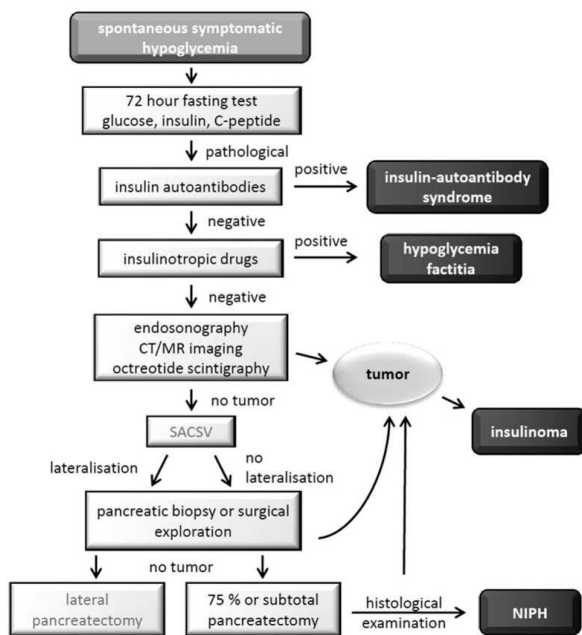 spontaneous symptomatic
hypoglycemia
72 hour fasting test
glucose, insulin, C-peptide
pathological
insulin autoantibodies
positive
insulin-autoantibody
syndrome
negative
insulinotropic drugs
positive
hypoglycemia
factitia
negative
endosonography
CT/MR imaging
octreotide scintigraphy
tumor
insulinoma
no tumor
SACSV
lateralisation
no
lateralisation
pancreatic biopsy or surgical
exploration
no tumor
lateral
pancreatectomy
75 % or subtotal
pancreatectomy
histological
examination
NIPH